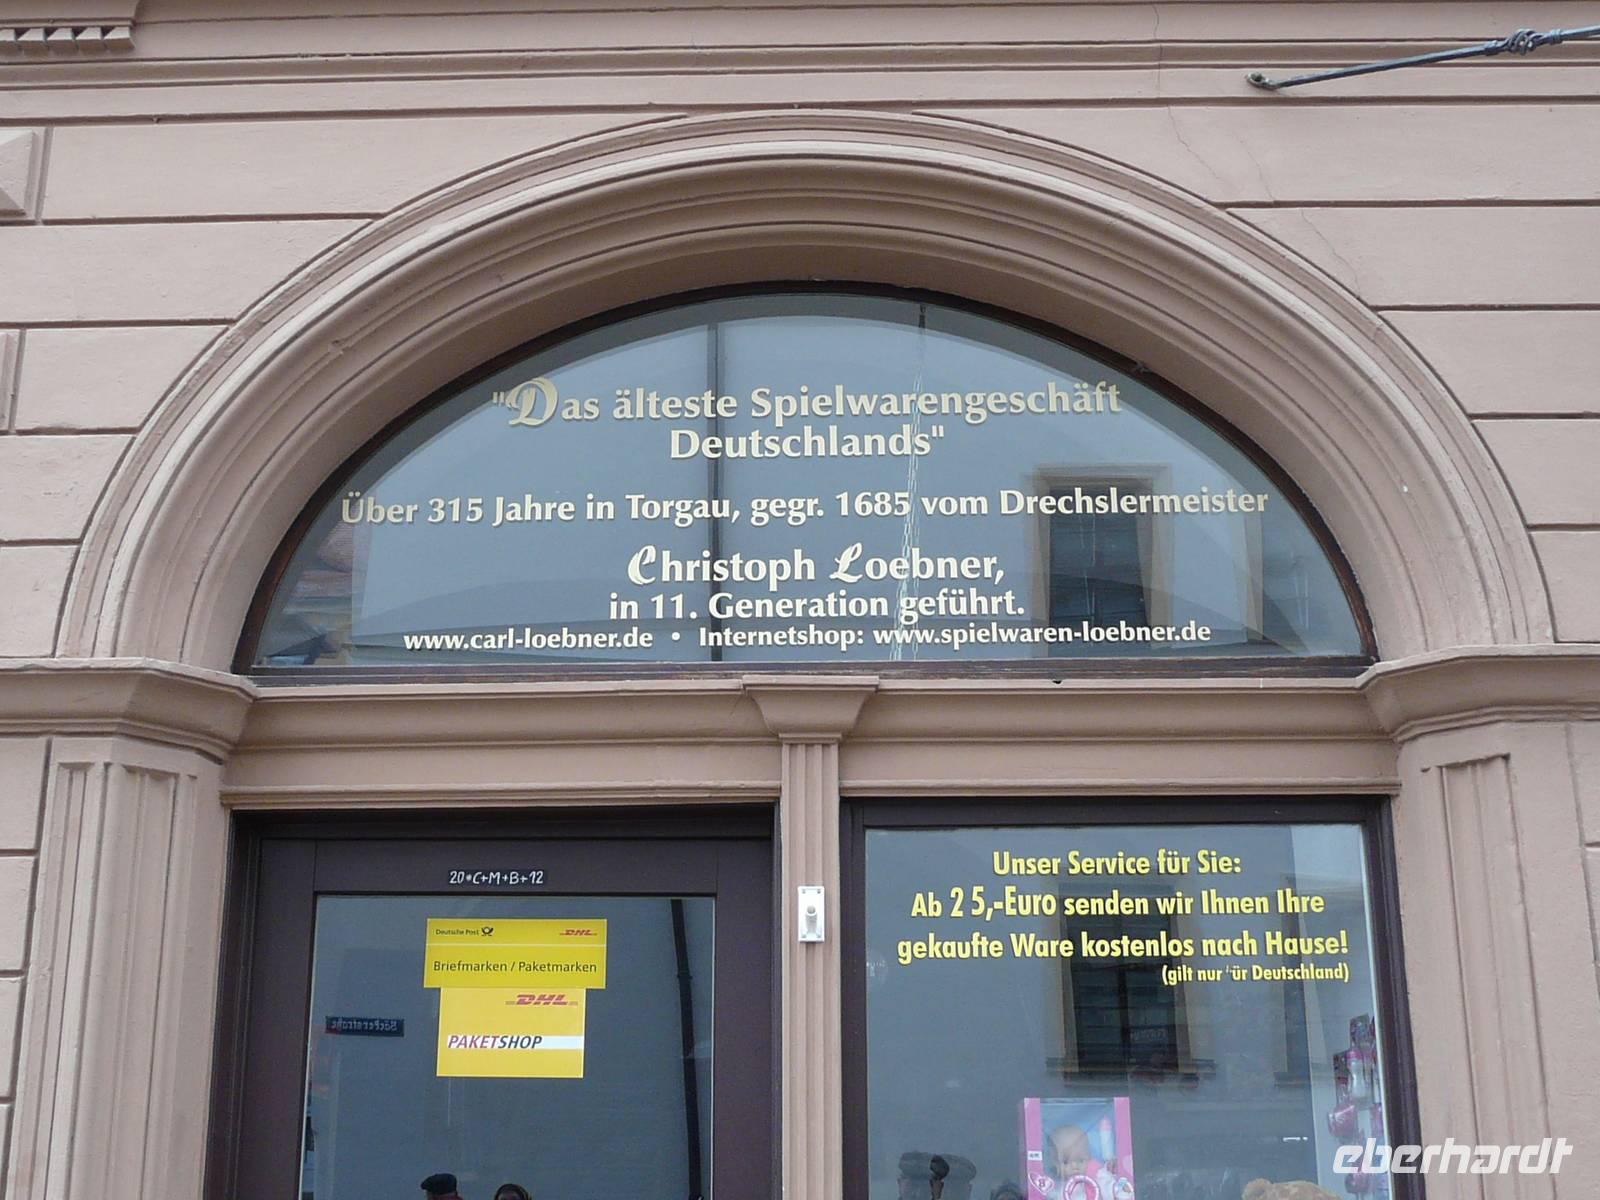 "Das älteste Spielwarengeschäft
Deutschlands"
Über 315 Jahre in Torgau, gegr. 1685 vom Drechslermeister
Christoph Loebner,
in 11. Generation geführt.
www.carl-loebner.de • Internetshop: www.spielwaren-loebner.de
20*C+M+B+12
Deutsche Post DHL
Briefmarken / Paketmarken
DHL
PAKETSHOP
Unser Service für Sie:
Ab 2 5,-Euro senden wir Ihnen Ihre
gekaufte Ware kostenlos nach Hause!
(gilt nur ür Deutschland)
Bäckerstraße
eberhardt